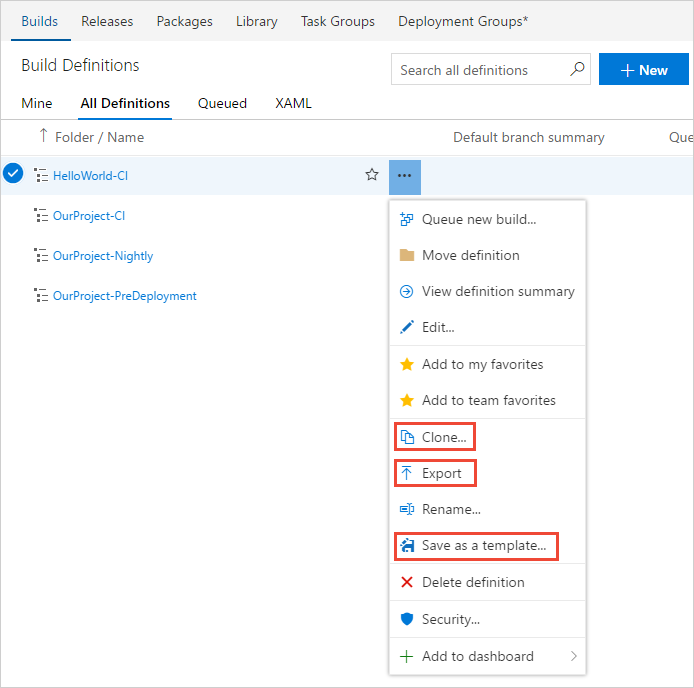 Builds Releases Packages Library Task Groups Deployment Groups*
Build Definitions
Search all definitions
+ New
Mine All Definitions Queued XAML
Folder / Name Default branch summary Que
HelloWorld-CI ...
OurProject-CI
OurProject-Nightly
OurProject-PreDeployment
Queue new build...
Move definition
View definition summary
Edit...
Add to my favorites
Add to team favorites
Clone...
Export
Rename...
Save as a template...
Delete definition
Security...
Add to dashboard